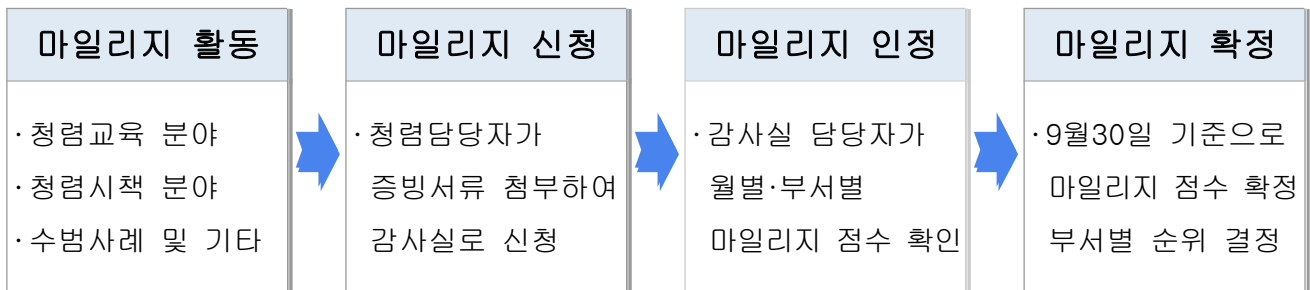 마일리지 활동
·청렴교육 분야
·청렴시책 분야
·수범사례 및 기타
마일리지 신청
·청렴담당자가
증빙서류 첨부하여
감사실로 신청
마일리지 인정
·감사실 담당자가
월별·부서별
마일리지 점수 확인
마일리지 확정
·9월30일 기준으로
마일리지 점수 확정
부서별 순위 결정